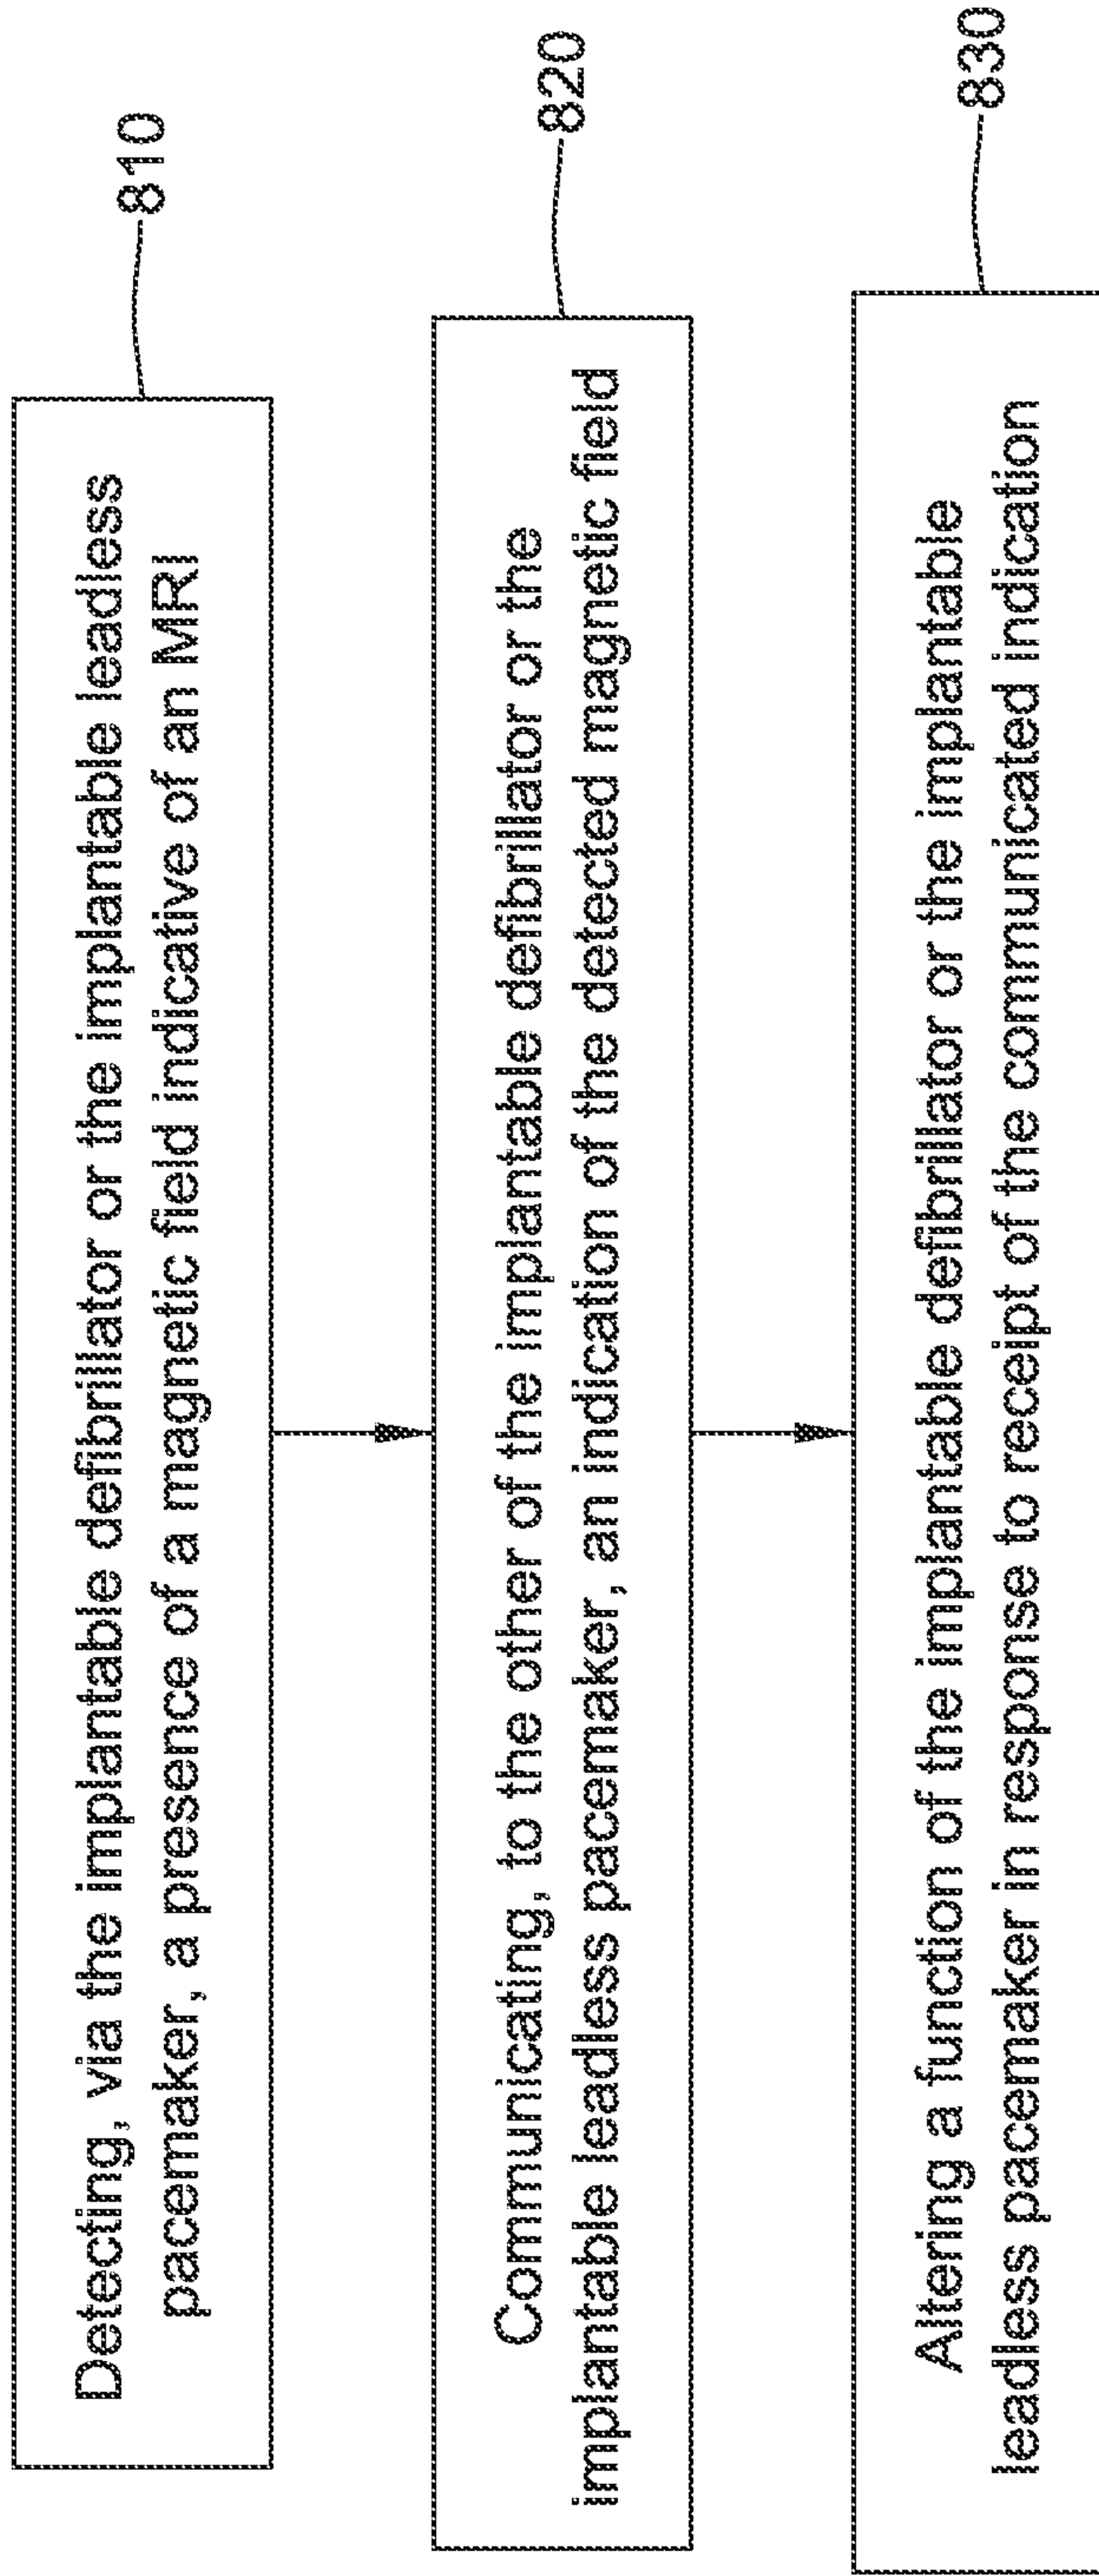 Detecting, via the implantable defibrillator or the implantable leadless
pacemaker, a presence of a magnetic field indicative of an MRI
810
Communicating, to the other of the implantable defibrillator or the
implantable leadless pacemaker, an indication of the detected magnetic field
820
Altering a function of the implantable defibrillator or the implantable
leadless pacemaker in response to receipt of the communicated indication
830